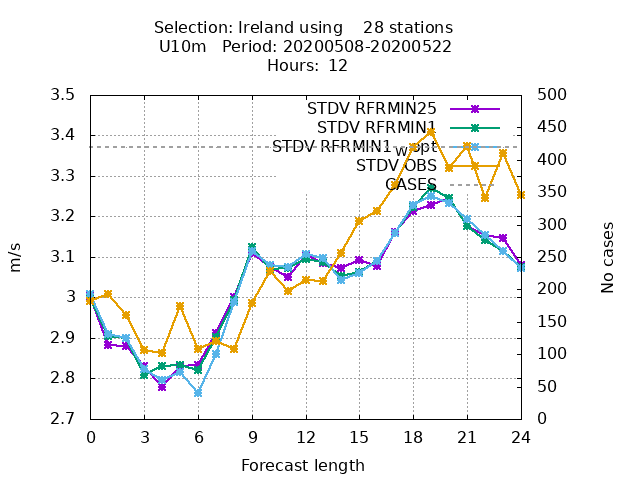 Selection: Ireland using 28 stations
U10m Period: 20200508-20200522
Hours: 12
STDV RFRMIN25
STDV RFRMIN1
STDV RFRMIN1_wopt
STDV OBS
CASES
3.5
3.4
3.3
3.2
3.1
3
2.9
2.8
2.7
500
450
400
350
300
250
200
150
100
50
0
m/s
No cases
0 3 6 9 12 15 18 21 24
Forecast length